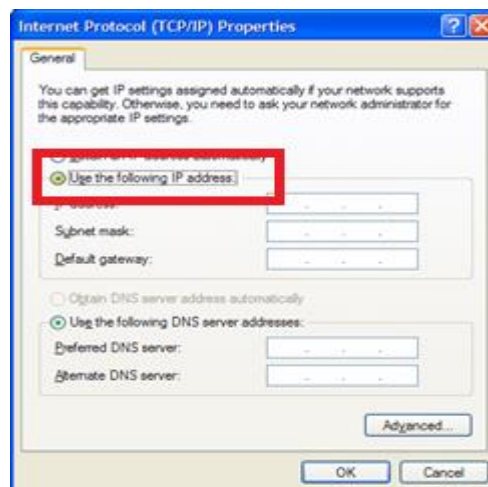 Internet Protocol (TCP/IP) Properties
General
You can get IP settings assigned automatically if your network supports
this capability. Otherwise, you need to ask your network administrator for
the appropriate IP settings.
automatically
Use the following IP address:
address:
Subnet mask:
Default gateway:
Obtain DNS server address automatically
Use the following DNS server addresses:
Preferred DNS server:
Alternate DNS server:
Advanced...
OK
Cancel